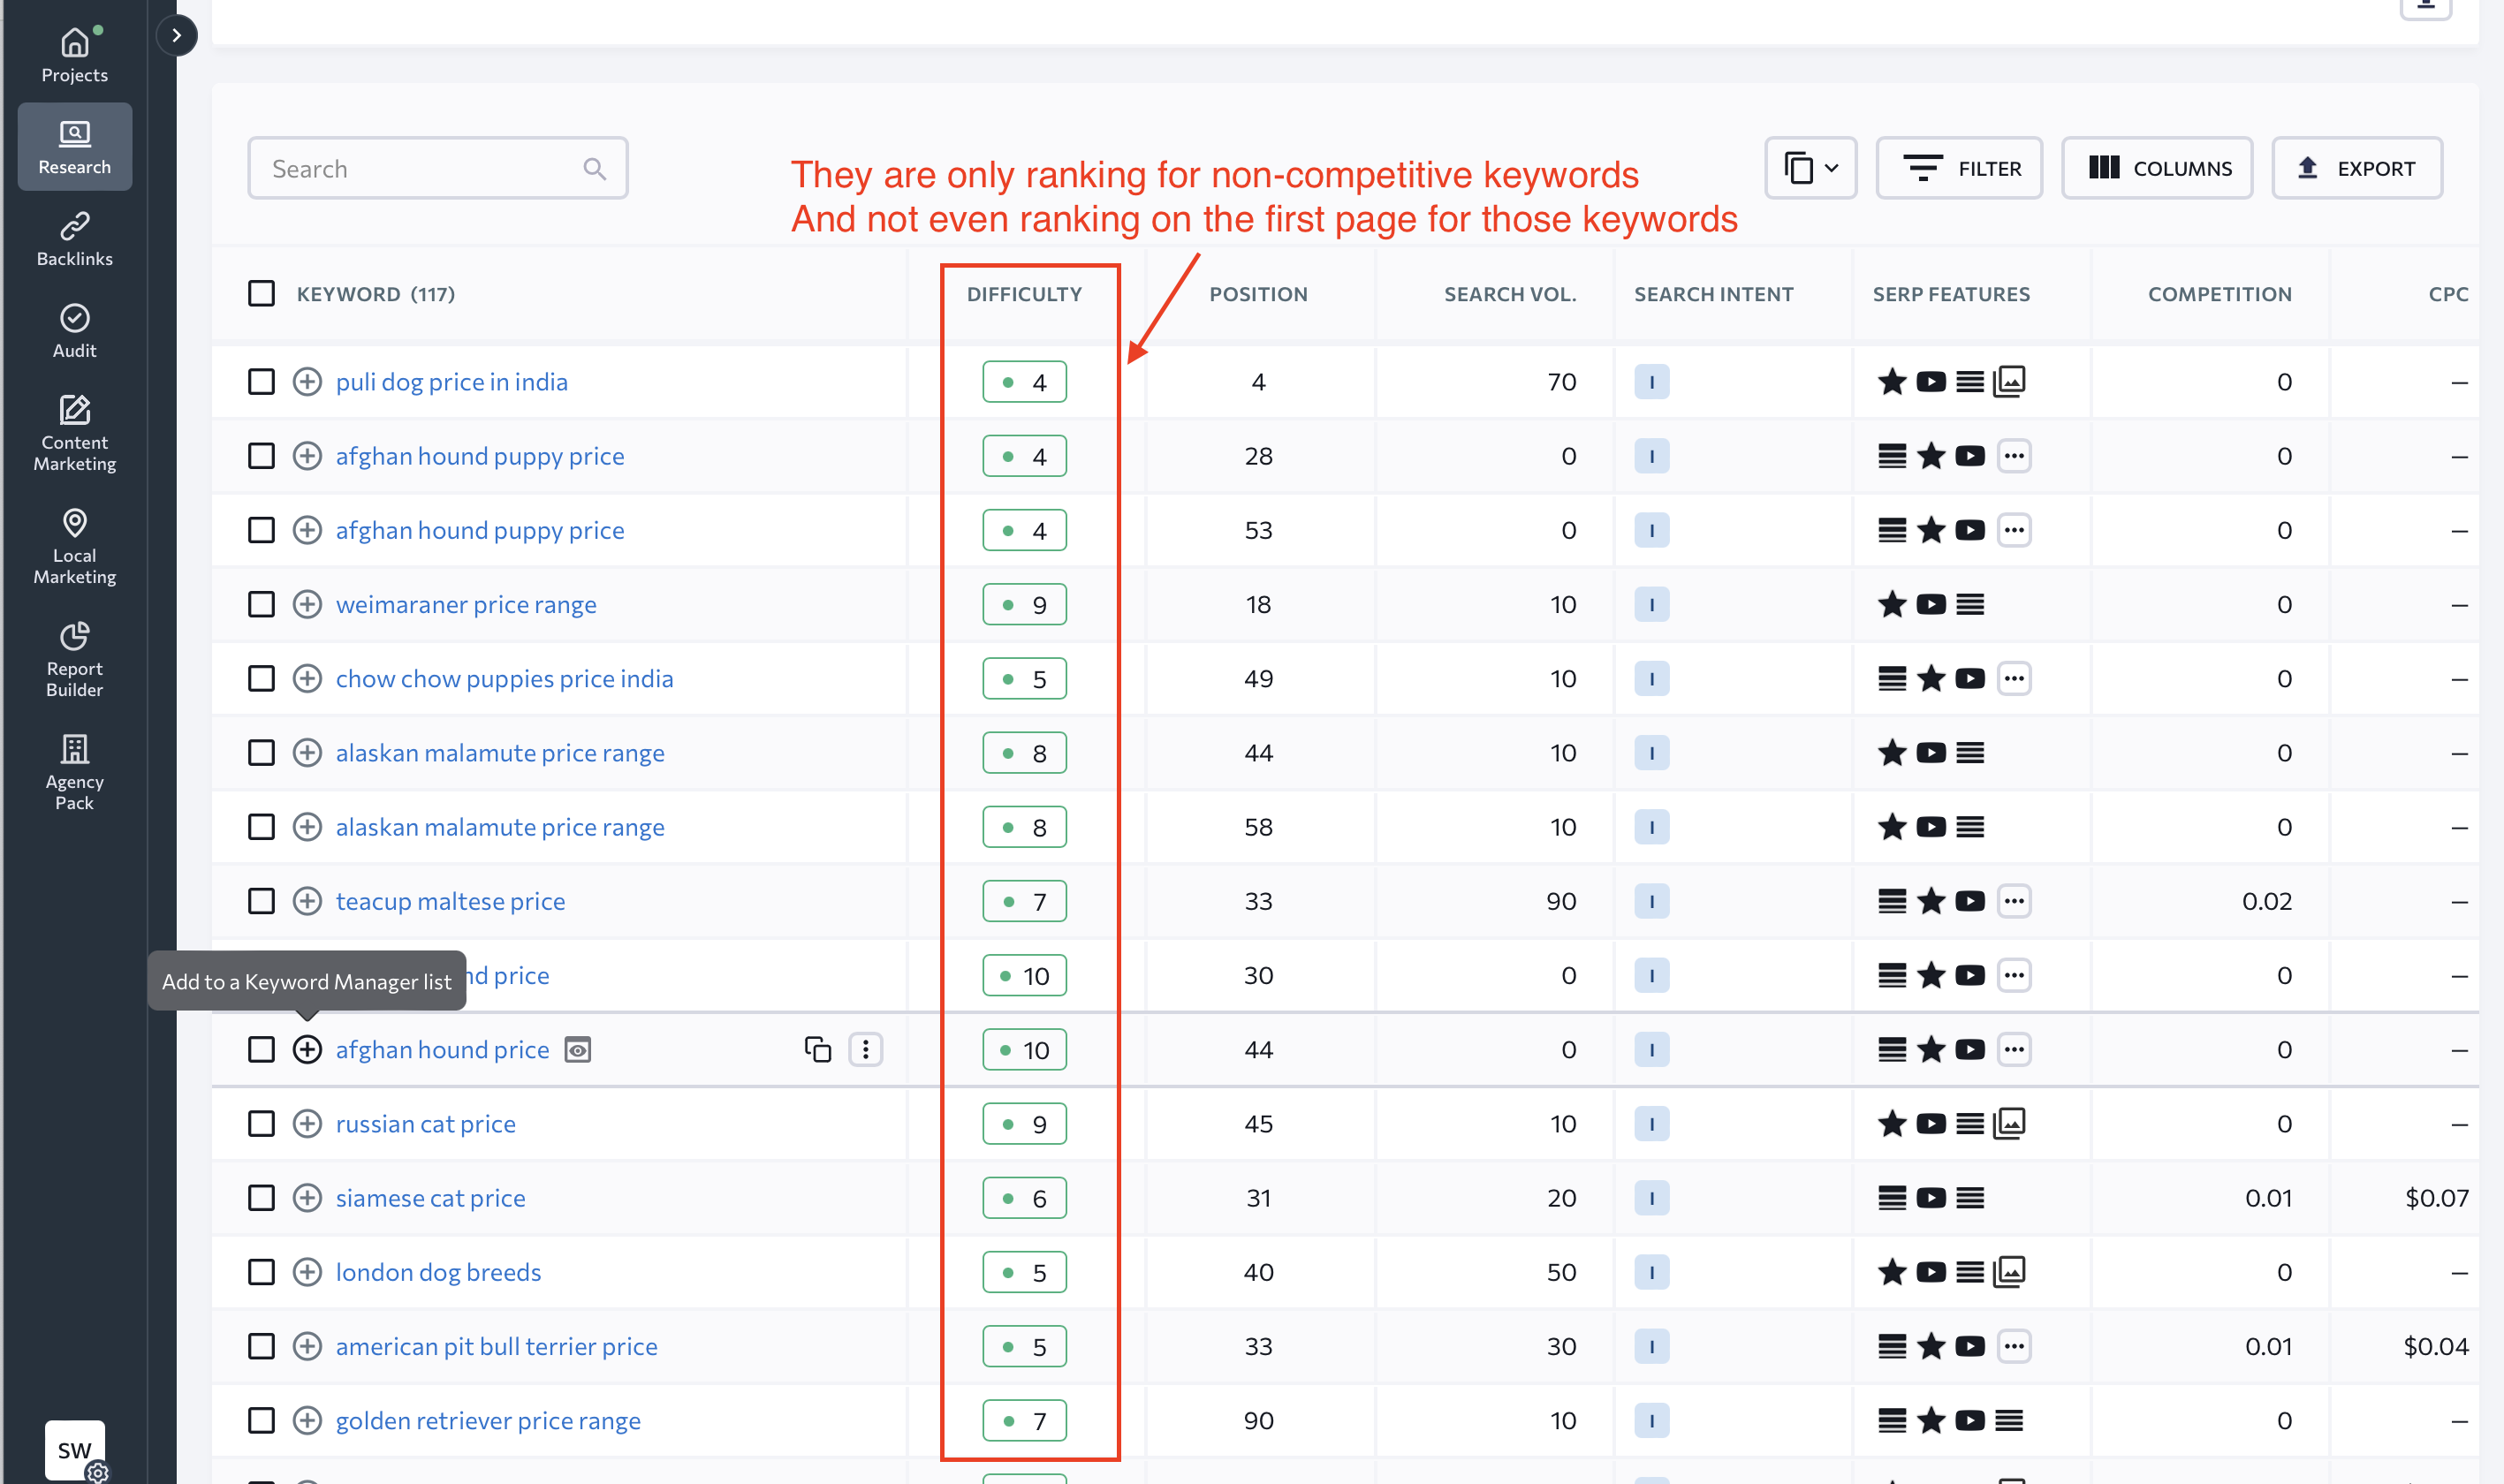 Projects
Research
Backlinks
Audit
Content
Marketing
Local
Marketing
Report
Builder
Agency
Pack
SW
Search
They are only ranking for non-competitive keywords
And not even ranking on the first page for those keywords
FILTER
COLUMNS
EXPORT
KEYWORD (117) DIFFICULTY POSITION SEARCH VOL. SEARCH INTENT SERP FEATURES COMPETITION CPC
puli dog price in india 4 4 70 I 0 –
afghan hound puppy price 4 28 0 I 0 –
afghan hound puppy price 4 53 0 I 0 –
weimaraner price range 9 18 10 I 0 –
chow chow puppies price india 5 49 10 I 0 –
alaskan malamute price range 8 44 10 I 0 –
alaskan malamute price range 8 58 10 I 0 –
teacup maltese price 7 33 90 I 0.02 –
Add to a Keyword Manager list
price 10 30 0 I 0 –
afghan hound price 10 44 0 I 0 –
russian cat price 9 45 10 I 0 –
siamese cat price 6 31 20 I 0.01 $0.07
london dog breeds 5 40 50 I 0 –
american pit bull terrier price 5 33 30 I 0.01 $0.04
golden retriever price range 7 90 10 I 0 –